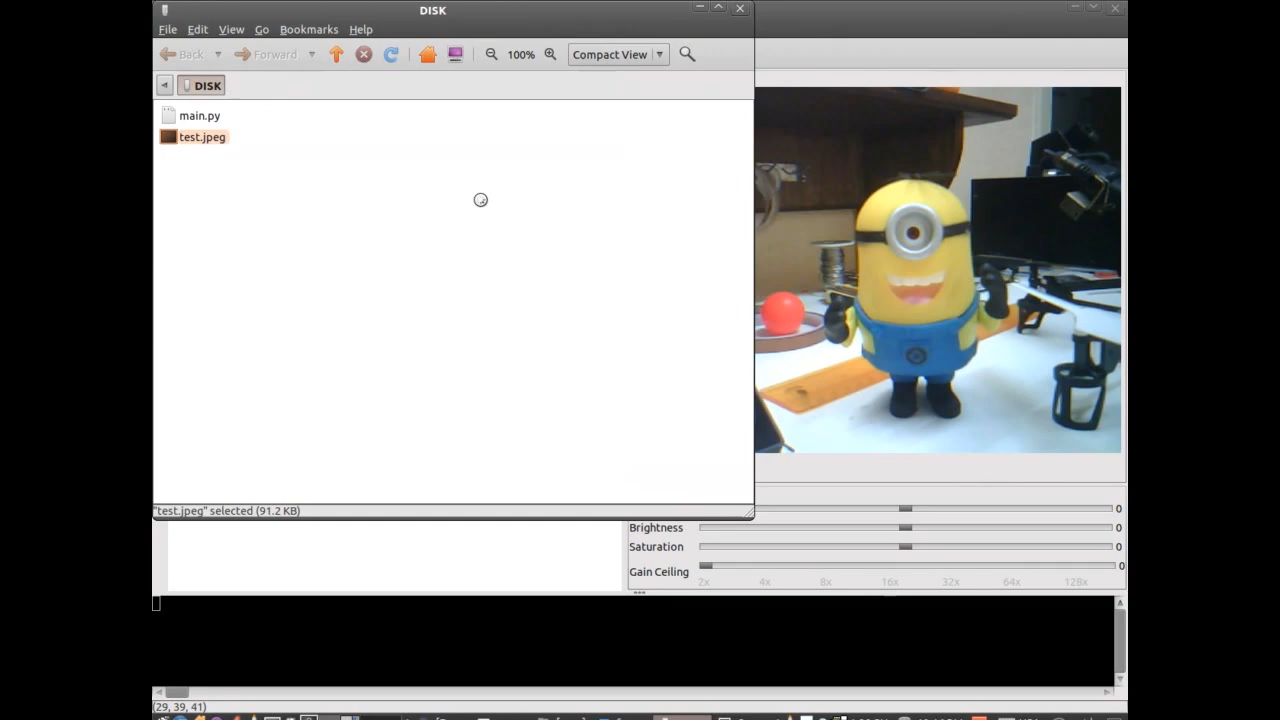 DISK
File Edit View Go Bookmarks Help
Back Forward 100% Compact View
DISK
main.py
test.jpeg
"test.jpeg" selected (91.2 KB)
0
Brightness 0
Saturation 0
Gain Ceiling 0
2x 4x 8x 16x 32x 64x 128x
(29, 39, 41)